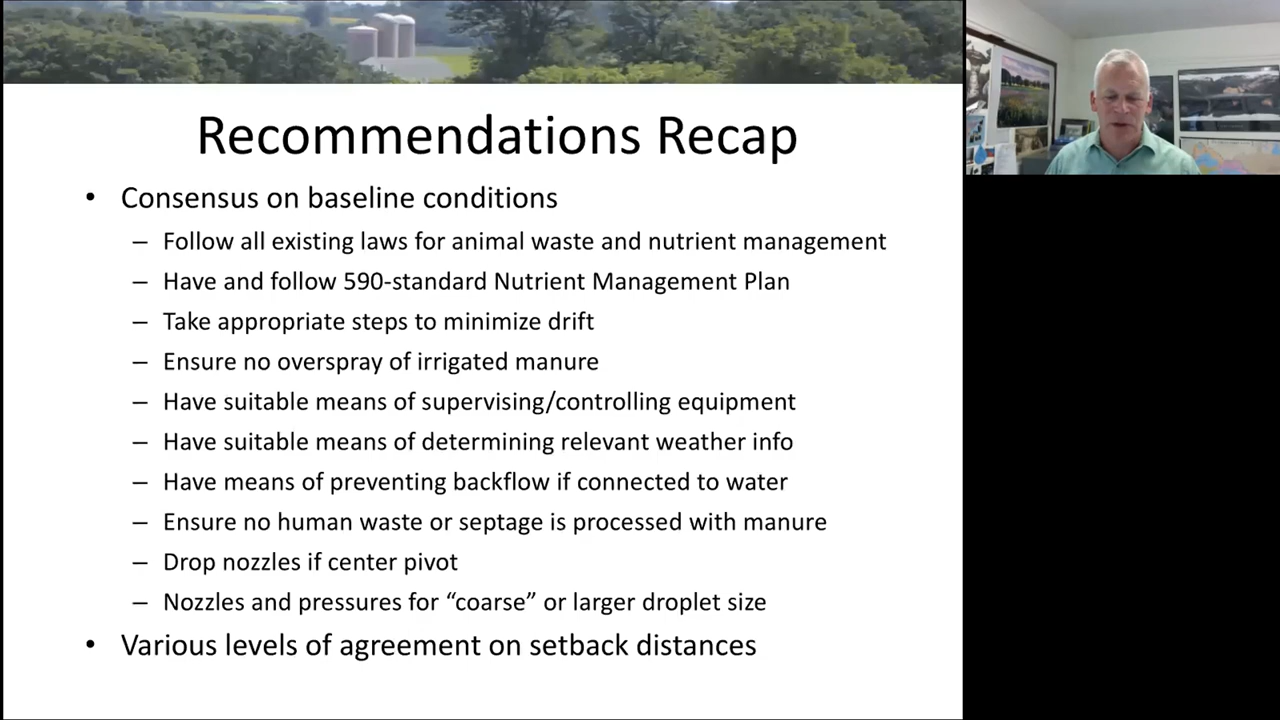 Recommendations Recap
• Consensus on baseline conditions
– Follow all existing laws for animal waste and nutrient management
– Have and follow 590-standard Nutrient Management Plan
– Take appropriate steps to minimize drift
– Ensure no overspray of irrigated manure
– Have suitable means of supervising/controlling equipment
– Have suitable means of determining relevant weather info
– Have means of preventing backflow if connected to water
– Ensure no human waste or septage is processed with manure
– Drop nozzles if center pivot
– Nozzles and pressures for “coarse” or larger droplet size
• Various levels of agreement on setback distances